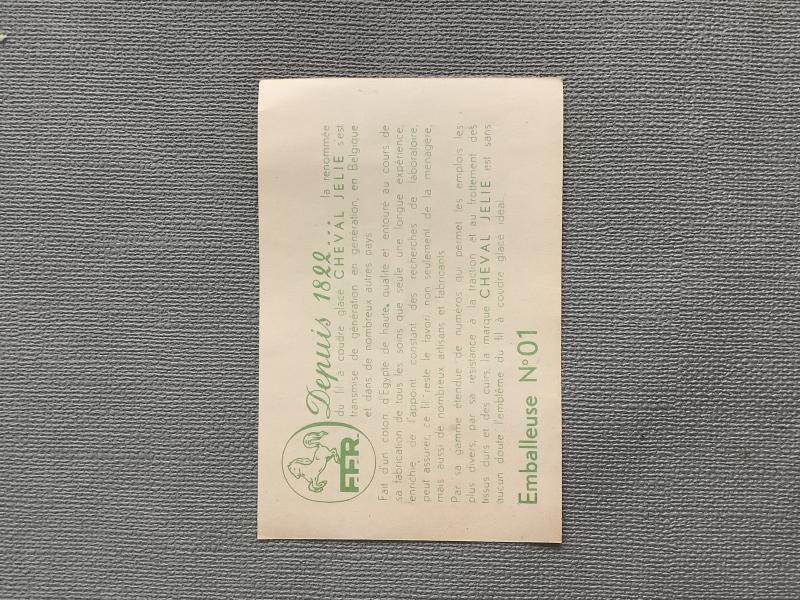 F.F.R.
Depuis 1822... la renommée
du fil à coudre glacé CHEVAL JELIE s'est
transmise de génération en génération, en Belgique
et dans de nombreux autres pays
Fait d'un coton d'Egypte de haute qualité et entouré au cours de
sa fabrication de tous les soins que seule une longue expérience,
enrichie de l'appoint constant des recherches de laboratoire,
peut assurer, ce fil reste le favori non seulement de la menagère,
mais aussi de nombreux artisans et fabricants
Par sa gamme étendue de numéros qui permet les emplois les
plus divers, par sa résistance à la traction et au frottement des
tissus durs et des cuirs, la marque CHEVAL JELIE est sans
aucun doute l'emblème du fil à coudre glacé idéal.
Emballeuse N° 01